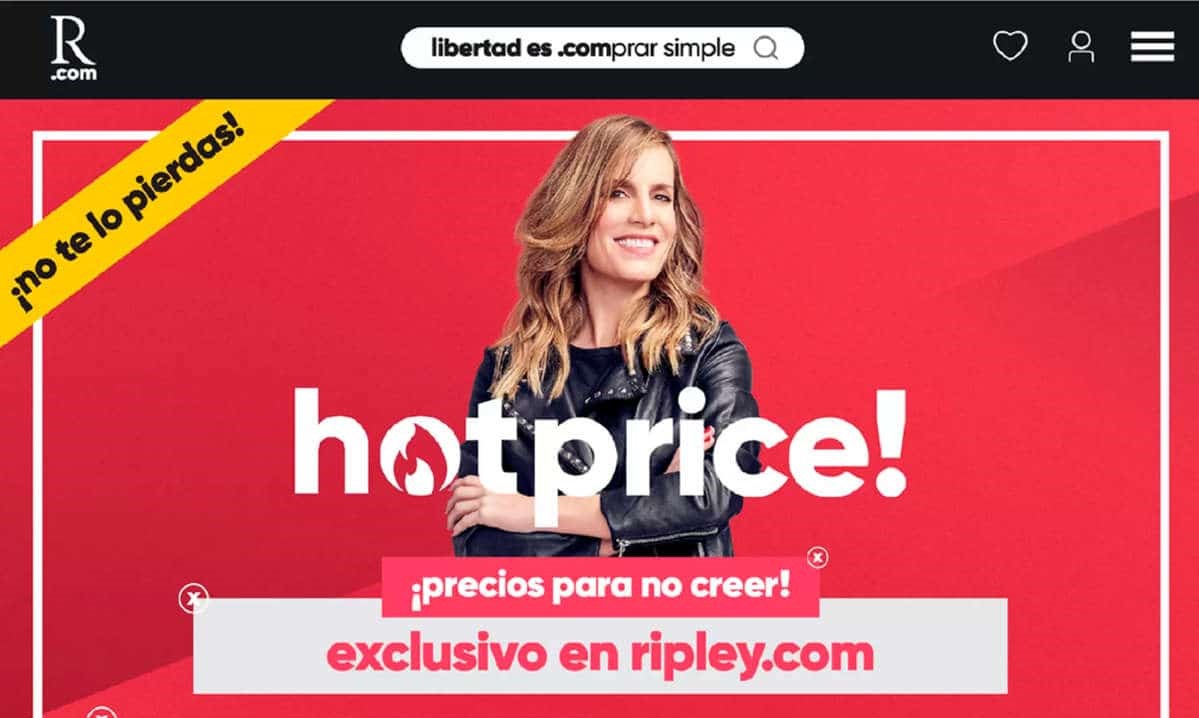 R
.com
libertad es .comprar simple
¡no te lo pierdas!
hotprice!
¡precios para no creer!
exclusivo en ripley.com